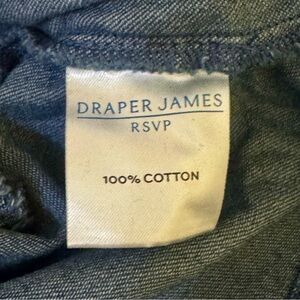 DRAPER JAMES
RSVP
100% COTTON